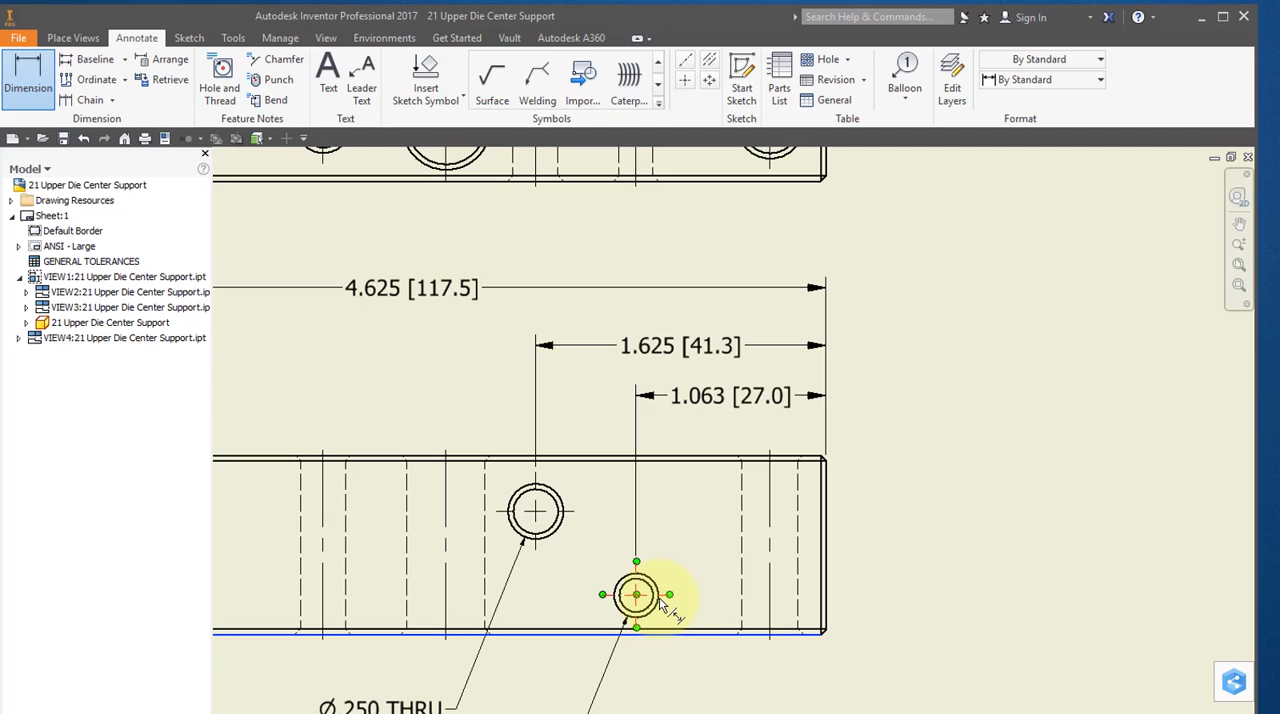 Autodesk Inventor Professional 2017 21 Upper Die Center Support
Search Help & Commands...
Sign In
PRO
File Place Views Annotate Sketch Tools Manage View Environments Get Started Vault Autodesk A360
Dimension
Baseline
Ordinate
Chain
Arrange
Retrieve
Dimension
Hole and
Thread
Chamfer
Punch
Bend
Feature Notes
Text
Leader
Text
Text
Insert
Sketch Symbol
Surface
Welding
Impor...
Caterp...
Symbols
Start
Sketch
Sketch
Parts
List
Hole
Revision
General
Table
Balloon
Edit
Layers
By Standard
By Standard
Format
Model
21 Upper Die Center Support
Drawing Resources
Sheet:1
Default Border
ANSI - Large
GENERAL TOLERANCES
VIEW1:21 Upper Die Center Support.ipt
VIEW2:21 Upper Die Center Support.ip
VIEW3:21 Upper Die Center Support.ip
21 Upper Die Center Support
VIEW4:21 Upper Die Center Support.ipt
2D
4.625 [117.5]
1.625 [41.3]
1.063 [27.0]
Ø.250 THRU